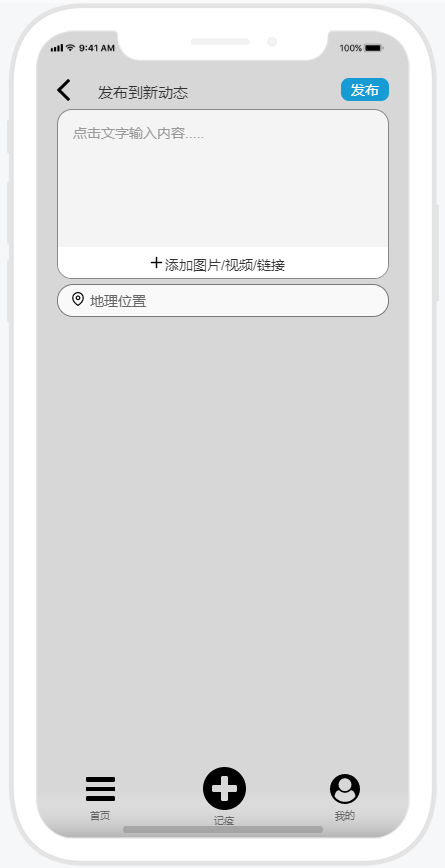 9:41 AM 100%
发布到新动态 发布
点击文字输入内容.....
添加图片/视频/链接
地理位置
首页 记疫 我的